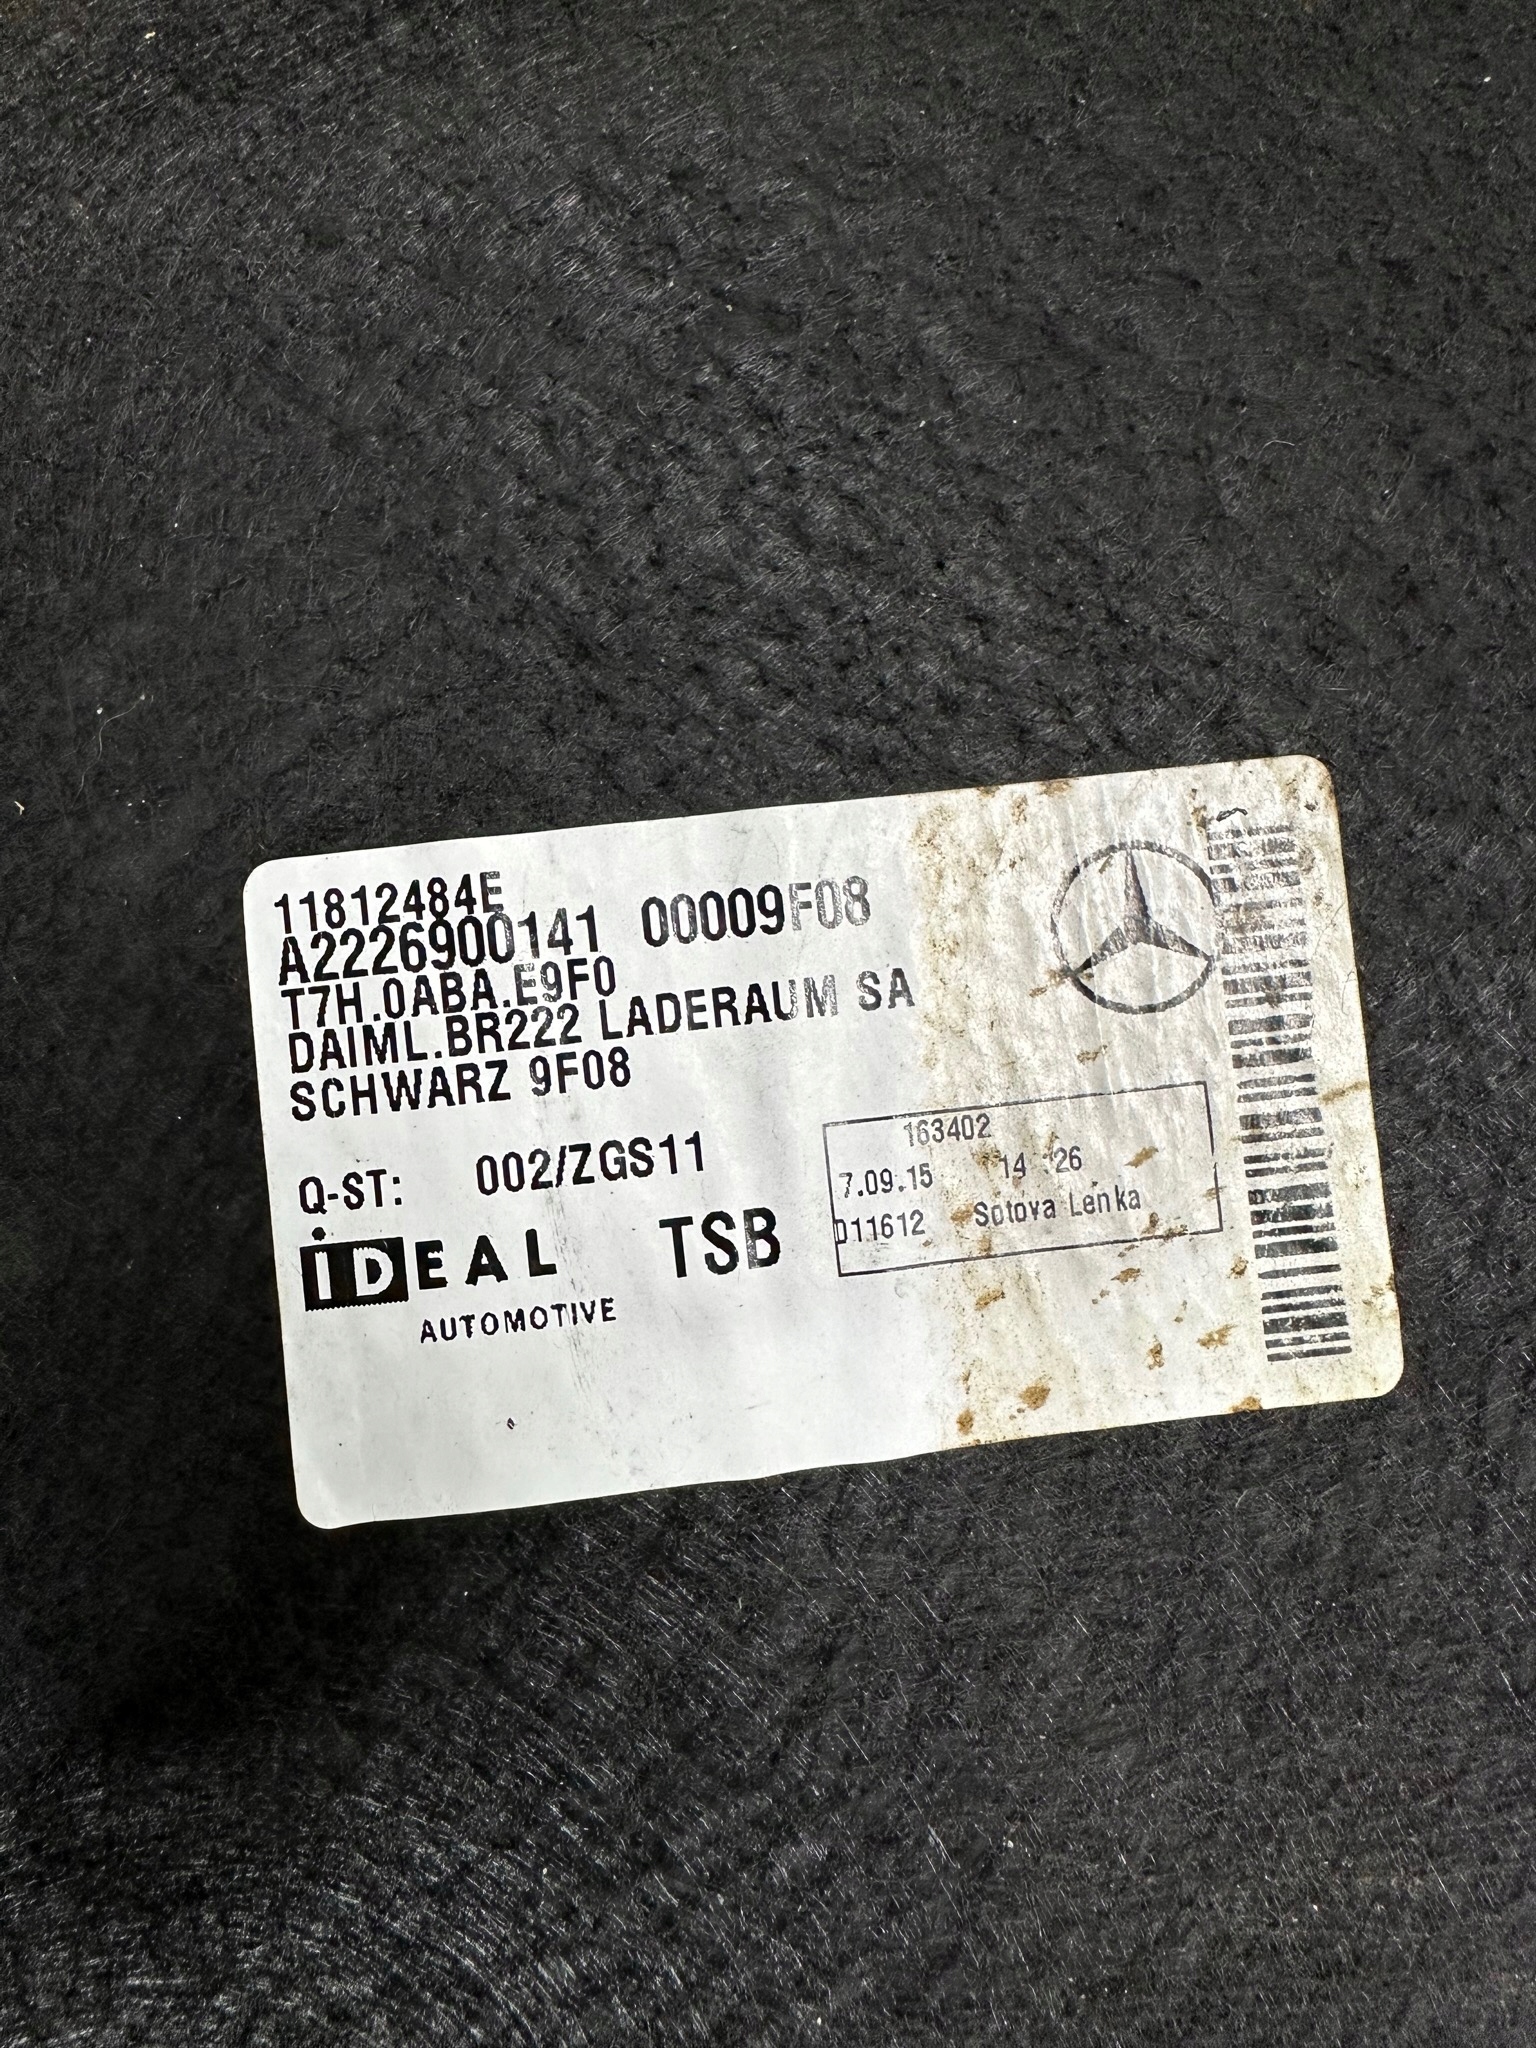 11812484E
A2226900141 00009F08
T7H.0ABA.E9F0
DAIML.BR222 LADERAUM SA
SCHWARZ 9F08
Q-ST: 002/ZGS11
iDEAL TSB
AUTOMOTIVE
163402
7.09.15 14 26
D11612 Sotova Lenka